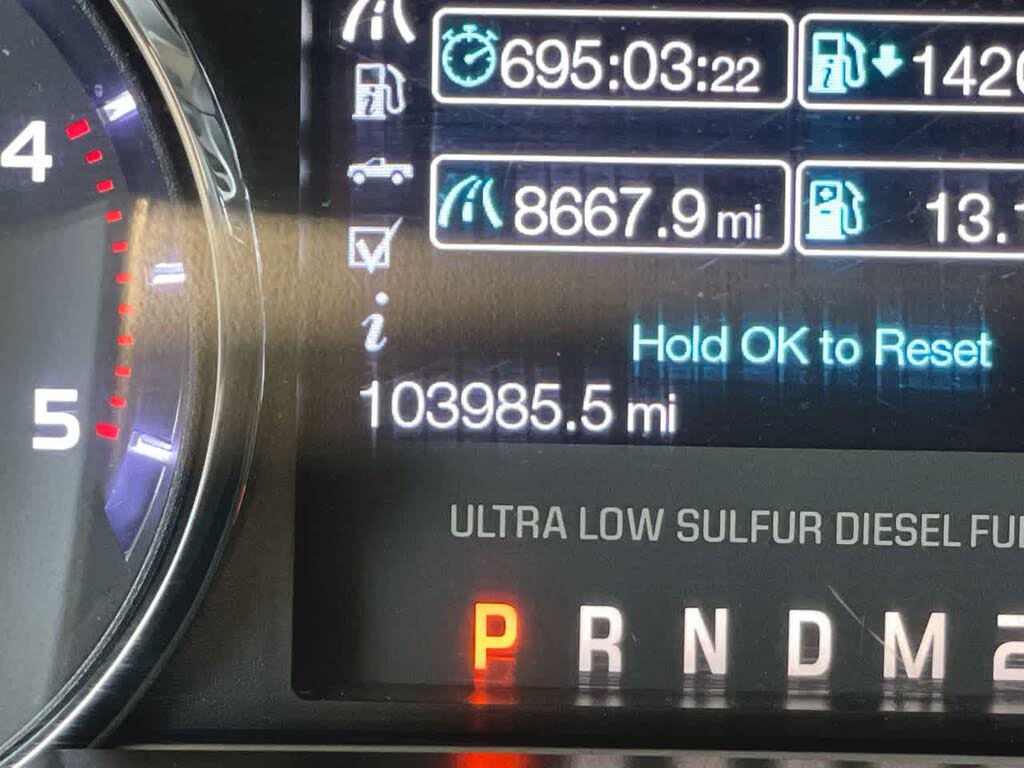 695:03:22
142
4
8667.9 mi
13.
Hold OK to Reset
5
103985.5 mi
ULTRA LOW SULFUR DIESEL
P R N D M